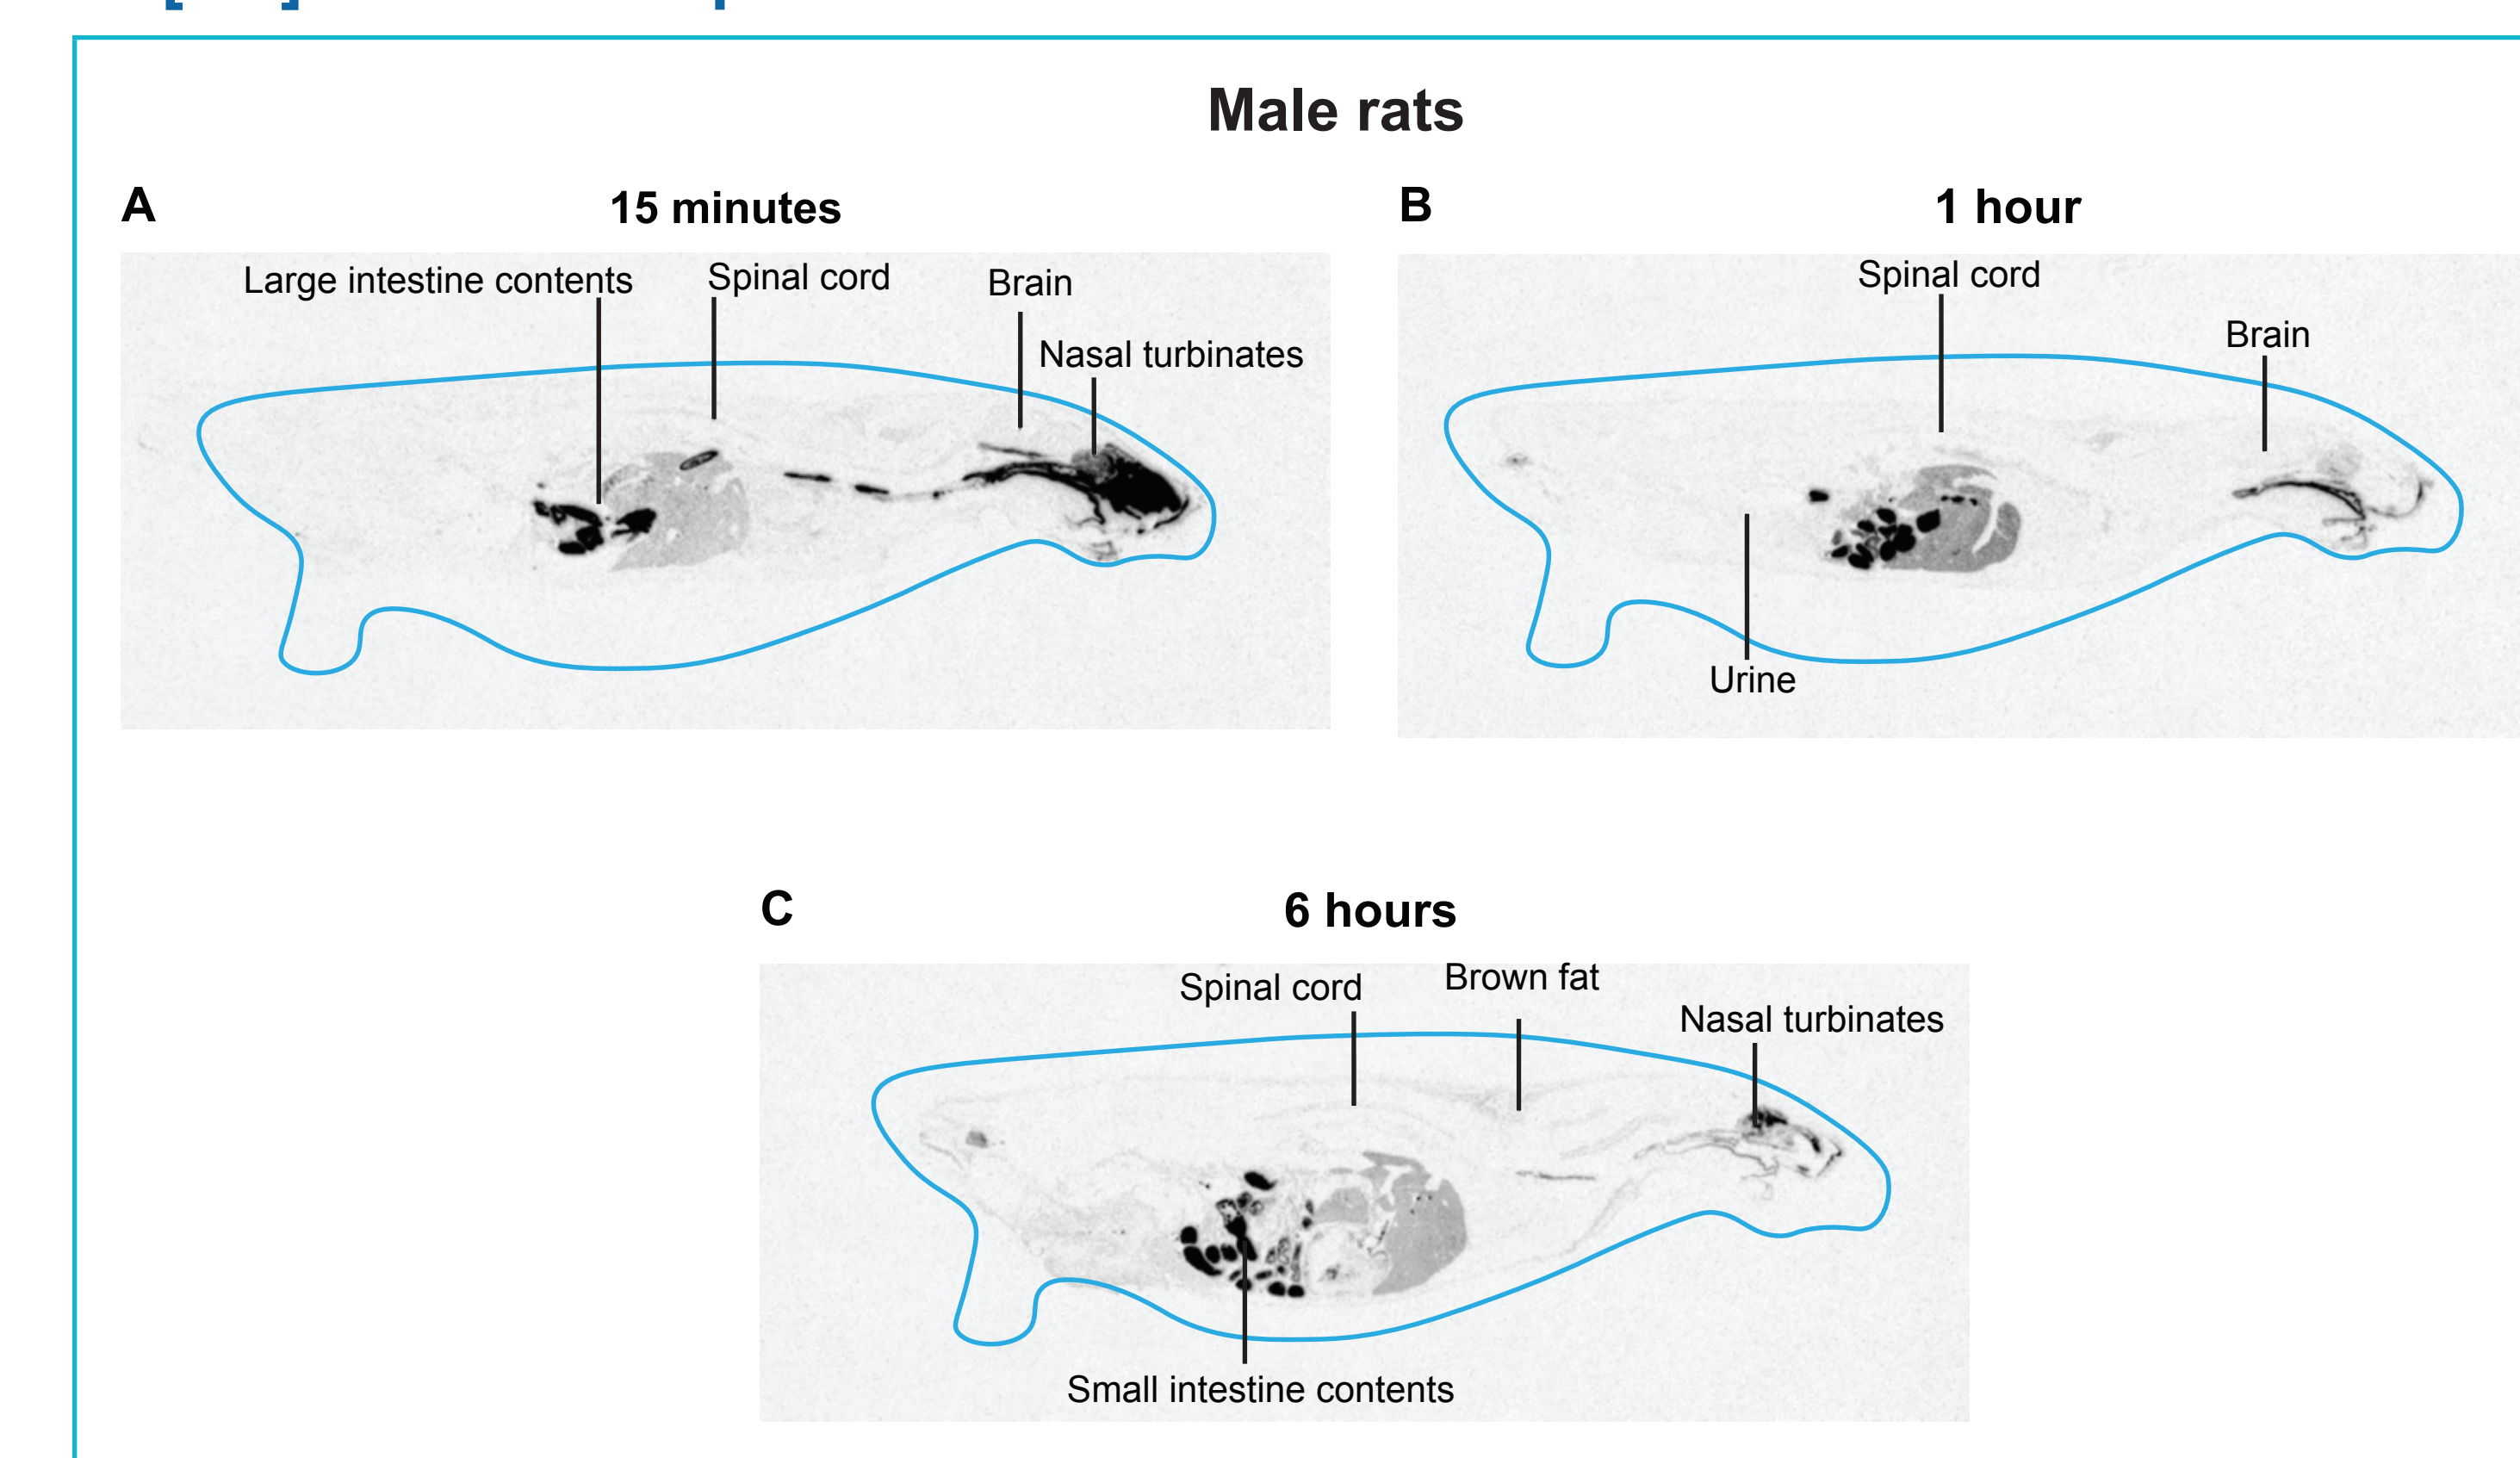 Male rats
A
15 minutes
Large intestine contents
Spinal cord
Brain
Nasal turbinates
B
1 hour
Spinal cord
Brain
Urine
C
6 hours
Spinal cord
Brown fat
Nasal turbinates
Small intestine contents